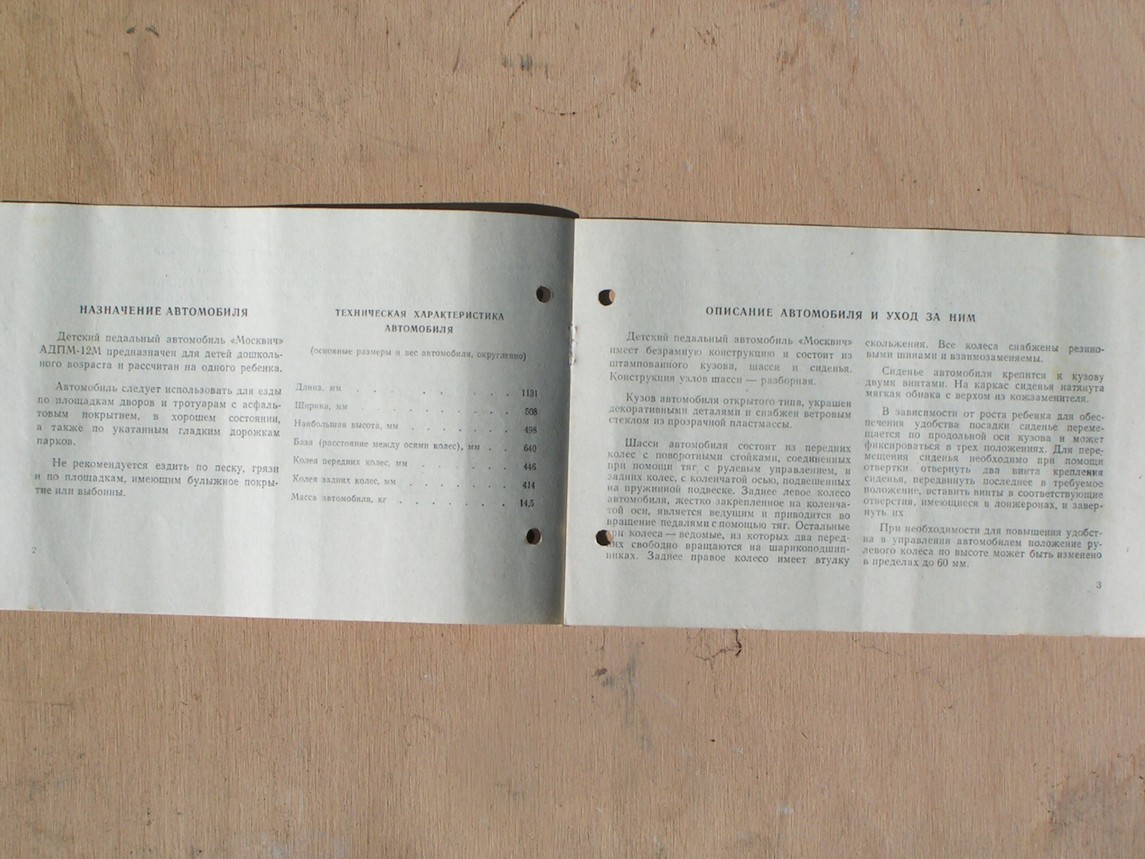 НАЗНАЧЕНИЕ АВТОМОБИЛЯ
Детский педальный автомобиль «Москвич»
АДПМ-12М предназначен для детей дошколь-
ного возраста и рассчитан на одного ребенка.
Автомобиль следует использовать для езды
по площадкам дворов и тротуарам с асфаль-
товым покрытием, в хорошем состоянии,
а также по укатанным гладким дорожкам
парков.
Не рекомендуется ездить по песку, грязи
и по площадкам, имеющим булыжное покры-
тие или выбоины.
2
ТЕХНИЧЕСКАЯ ХАРАКТЕРИСТИКА
АВТОМОБИЛЯ
(основные размеры и вес автомобиля, округленно)
Длина, мм . . . . . . 1131
Ширина, мм . . . . . . 508
Наибольшая высота, мм . . . . . . 498
База (расстояние между осями колес), мм . . 640
Колея передних колес, мм . . . . . . 446
Колея задних колес, мм . . . . . . 414
Масса автомобиля, кг . . . . . . 14,5
ОПИСАНИЕ АВТОМОБИЛЯ И УХОД ЗА НИМ
Детский педальный автомобиль «Москвич»
имеет безрамную конструкцию и состоит из
штампованного кузова, шасси и сиденья.
Конструкция узлов шасси — разборная.
Кузов автомобиля открытого типа, украшен
декоративными деталями и снабжен ветровым
стеклом из прозрачной пластмассы.
Шасси автомобиля состоит из передних
колес с поворотными стойками, соединенных
при помощи тяг с рулевым управлением, и
задних колес, с коленчатой осью, подвешенных
на пружинной подвеске. Заднее левое колесо
автомобиля, жестко закрепленное на коленча-
той оси, является ведущим и приводится во
вращение педалями с помощью тяг. Остальные
три колеса — ведомые, из которых два перед-
них свободно вращаются на шарикоподшип-
никах. Заднее правое колесо имеет втулку
скольжения. Все колеса снабжены резино-
выми шинами и взаимозаменяемы.
Сиденье автомобиля крепится к кузову
двумя винтами. На каркас сиденья натянута
мягкая обивка с верхом из кожзаменителя.
В зависимости от роста ребенка для обес-
печения удобства посадки сиденье переме-
щается по продольной оси кузова и может
фиксироваться в трех положениях. Для пере-
мещения сиденья необходимо при помощи
отвертки отвернуть два винта крепления
сиденья, передвинуть последнее в требуемое
положение, вставить винты в соответствующие
отверстия, имеющиеся в лонжеронах, и завер-
нуть их
При необходимости для повышения удобст-
ва в управлении автомобилем положение ру-
левого колеса по высоте может быть изменено
в пределах до 60 мм.
3